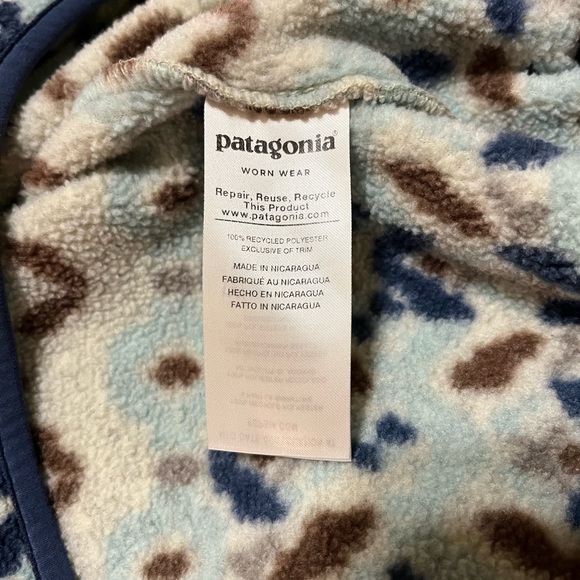 patagonia®
WORN WEAR
Repair, Reuse, Recycle
This Product
www.patagonia.com
100% RECYCLED POLYESTER
EXCLUSIVE OF TRIM
MADE IN NICARAGUA
FABRIQUÉ AU NICARAGUA
HECHO EN NICARAGUA
FATTO IN NICARAGUA